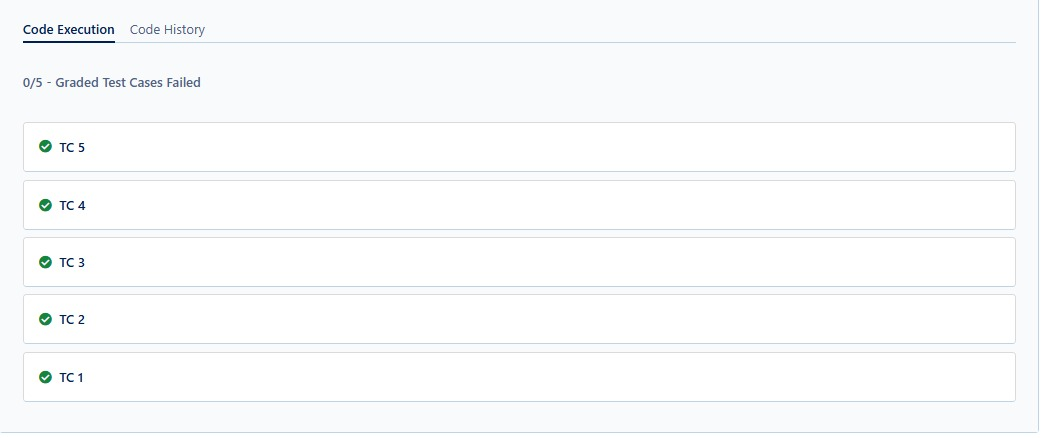 Code Execution Code History
0/5 - Graded Test Cases Failed
TC 5
TC 4
TC 3
TC 2
TC 1